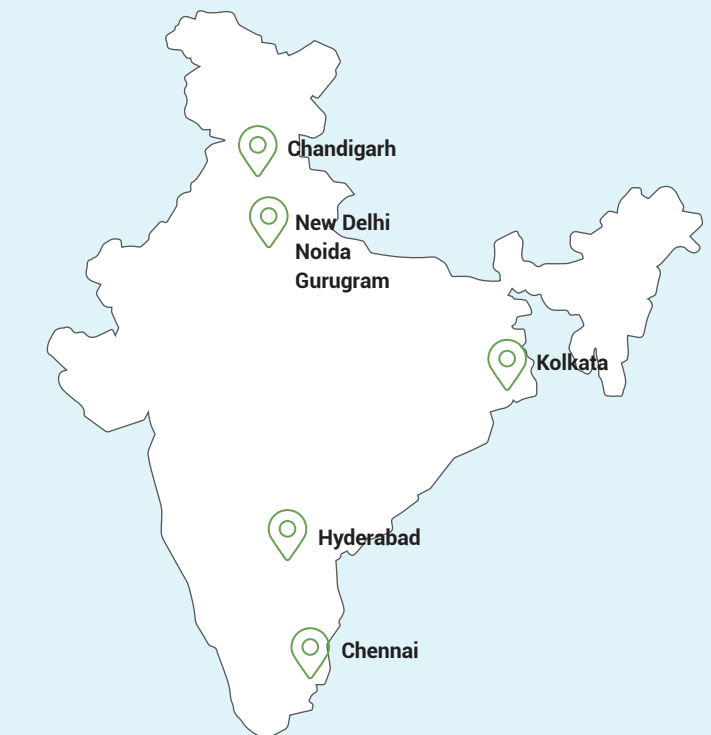 Chandigarh
New Delhi
Noida
Gurugram
Kolkata
Hyderabad
Chennai